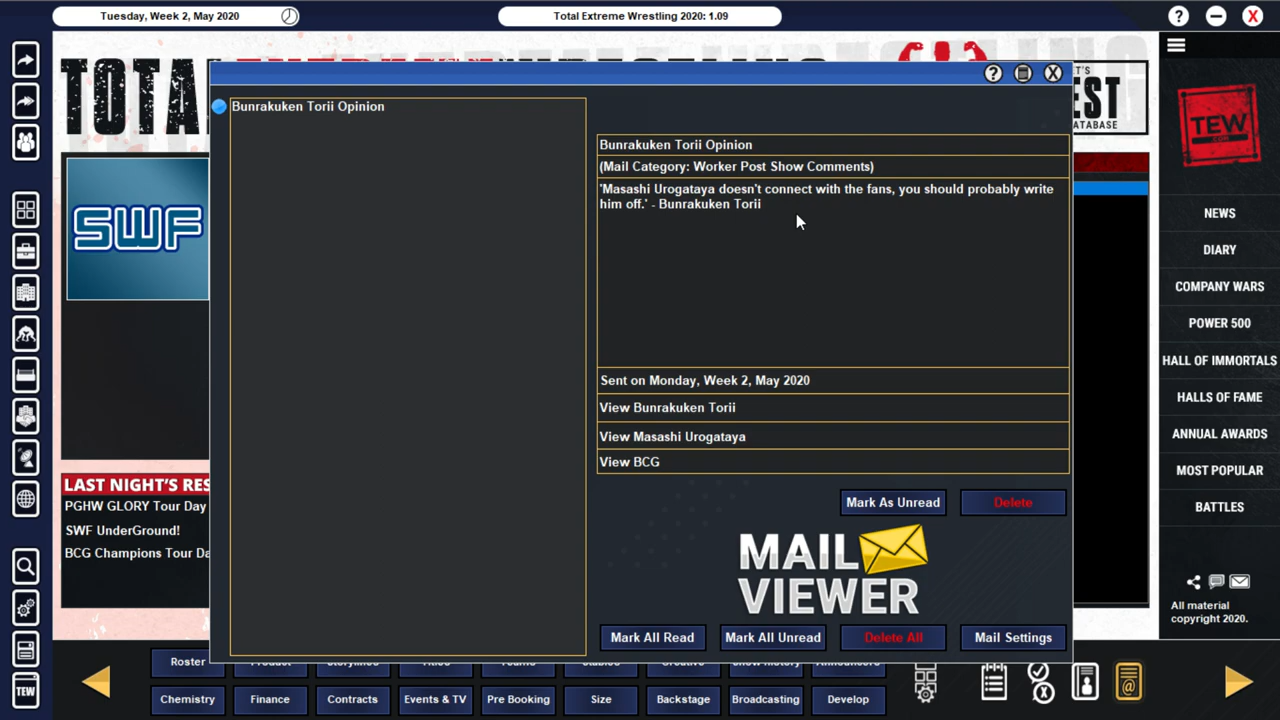 Tuesday, Week 2, May 2020
Total Extreme Wrestling 2020: 1.09
?
X
TOTA
? X
Bunrakuken Torii Opinion
Bunrakuken Torii Opinion
(Mail Category: Worker Post Show Comments)
'Masashi Urogataya doesn't connect with the fans, you should probably write
him off.' - Bunrakuken Torii
Sent on Monday, Week 2, May 2020
View Bunrakuken Torii
View Masashi Urogataya
View BCG
Mark As Unread
Delete
MAIL
VIEWER
Mark All Read
Mark All Unread
Delete All
Mail Settings
EST
ATABASE
SWF
LAST NIGHT'S RES
PGHW GLORY Tour Day
SWF UnderGround!
BCG Champions Tour Da
TEW
.COM
NEWS
DIARY
COMPANY WARS
POWER 500
HALL OF IMMORTALS
HALLS OF FAME
ANNUAL AWARDS
MOST POPULAR
BATTLES
All material
copyright 2020.
TEW
Roster
Chemistry
Finance
Contracts
Events & TV
Pre Booking
Size
Backstage
Broadcasting
Develop